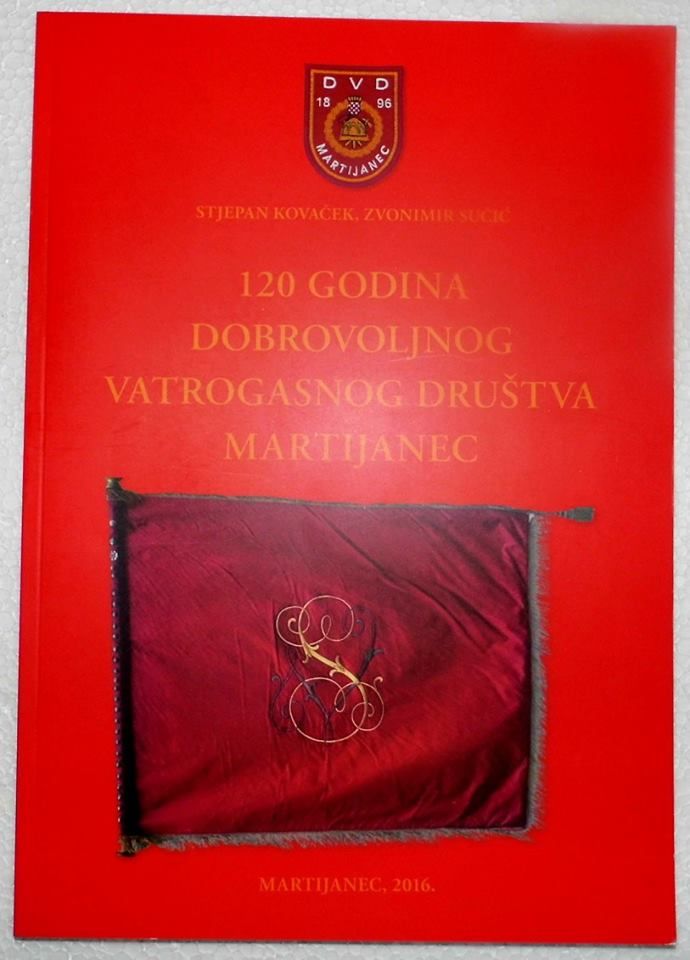 DVD
18 96
MARTIJANEC
STJEPAN KOVAČEK, ZVONIMIR SUČIĆ
120 GODINA
DOBROVOLJNOG
VATROGASNOG DRUŠTVA
MARTIJANEC
MARTIJANEC, 2016.